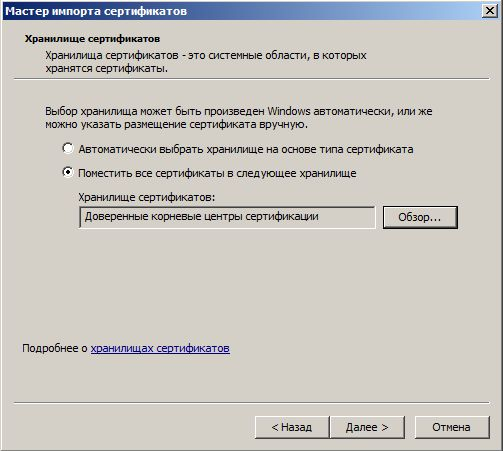 Мастер импорта сертификатов
Хранилище сертификатов
Хранилища сертификатов - это системные области, в которых
хранятся сертификаты.
Выбор хранилища может быть произведен Windows автоматически, или же
можно указать размещение сертификата вручную.
Автоматически выбрать хранилище на основе типа сертификата
Поместить все сертификаты в следующее хранилище
Хранилище сертификатов:
Доверенные корневые центры сертификации
Обзор...
Подробнее о хранилищах сертификатов
< Назад
Далее >
Отмена